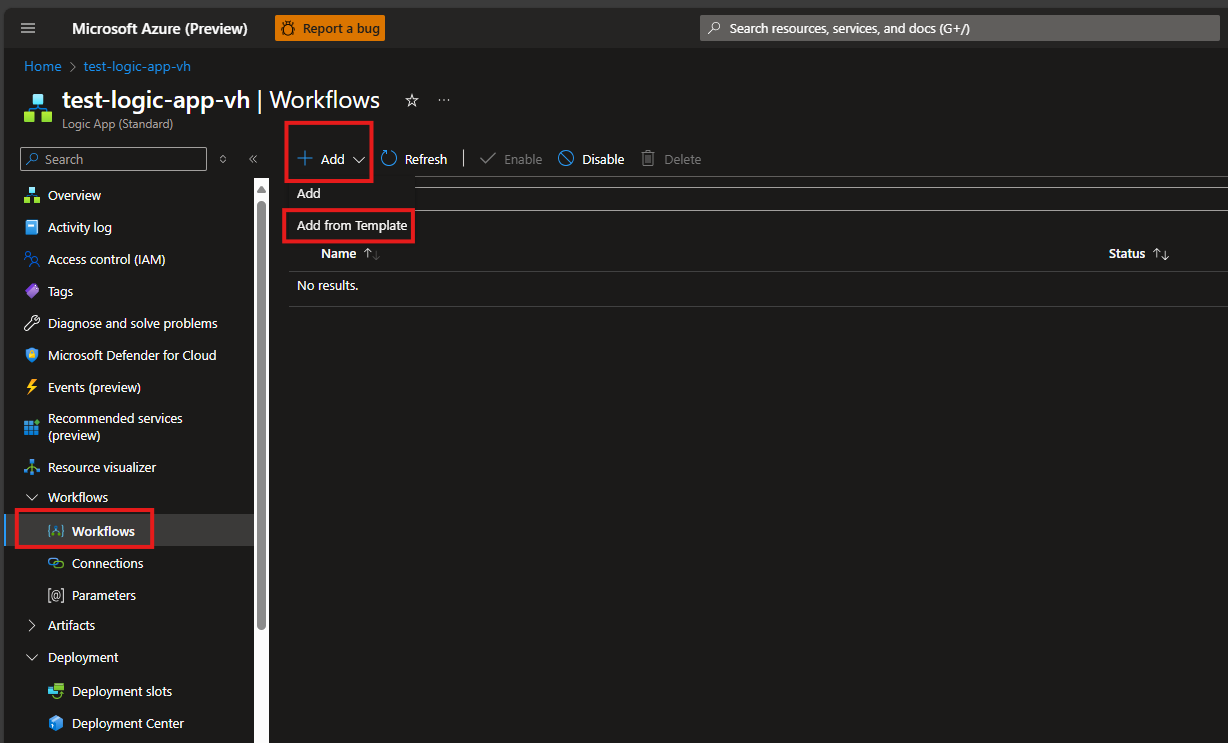 Microsoft Azure (Preview)
Report a bug
Search resources, services, and docs (G+/)
Home > test-logic-app-vh
test-logic-app-vh | Workflows
Logic App (Standard)
Search
Add
Refresh
Enable
Disable
Delete
Add
Add from Template
Name
Status
No results.
Overview
Activity log
Access control (IAM)
Tags
Diagnose and solve problems
Microsoft Defender for Cloud
Events (preview)
Recommended services
(preview)
Resource visualizer
Workflows
Workflows
Connections
Parameters
Artifacts
Deployment
Deployment slots
Deployment Center